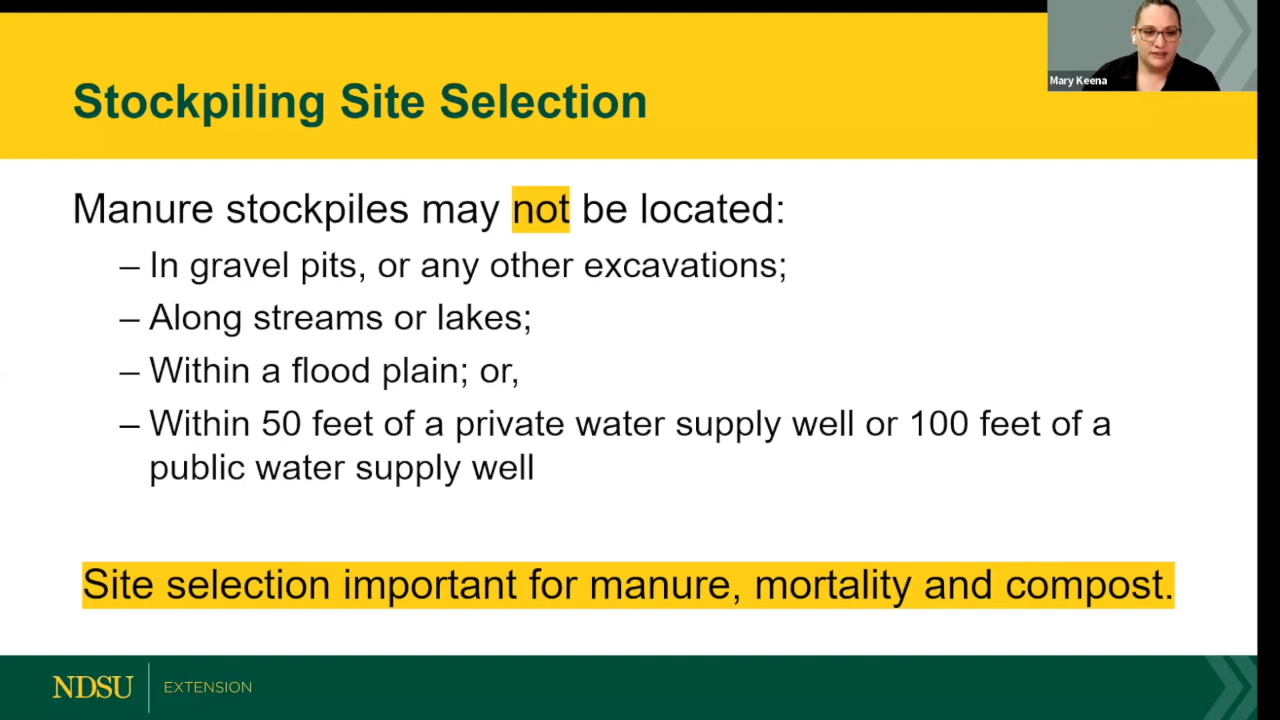 Mary Keena
Stockpiling Site Selection
Manure stockpiles may not be located:
– In gravel pits, or any other excavations;
– Along streams or lakes;
– Within a flood plain; or,
– Within 50 feet of a private water supply well or 100 feet of a
public water supply well
Site selection important for manure, mortality and compost.
NDSU EXTENSION